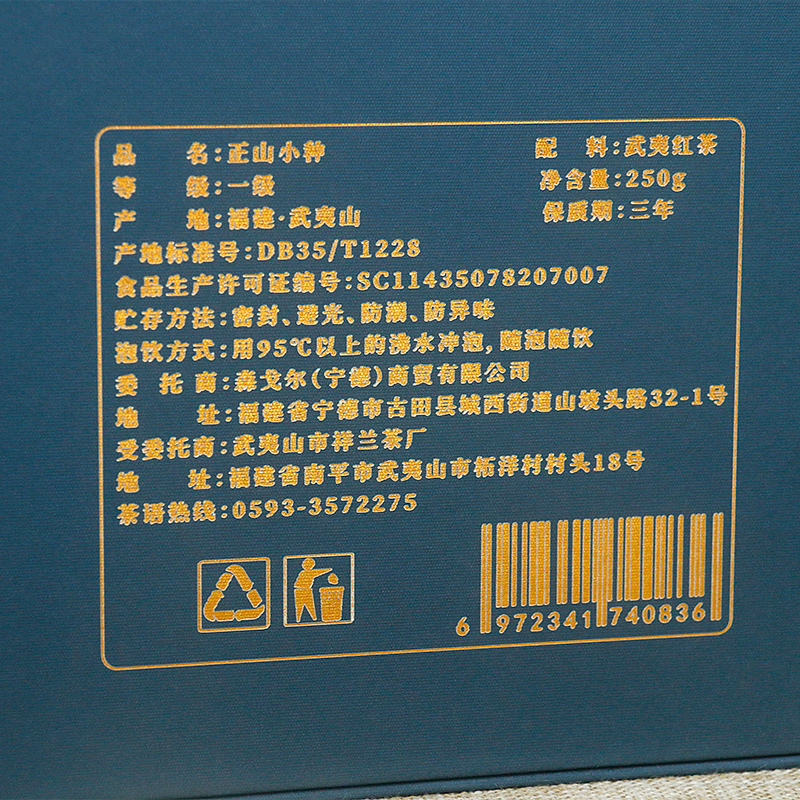 品 名：正山小种 配 料：武夷红茶
等 级：一级 净含量：250g
产 地：福建·武夷山 保质期：三年
产地标准号：DB35/T1228
食品生产许可证编号：SC11435078207007
贮存方法：密封、避光、防潮、防异味
泡饮方式：用95℃以上的沸水冲泡，随泡随饮
委 托 商：森戈尔（宁德）商贸有限公司
地 址：福建省宁德市古田县城西街道山坡头路32-1号
受委托商：武夷山市祥兰茶厂
地 址：福建省南平市武夷山市柘洋村村头18号
茶语热线：0593-3572275
6 972341 740836